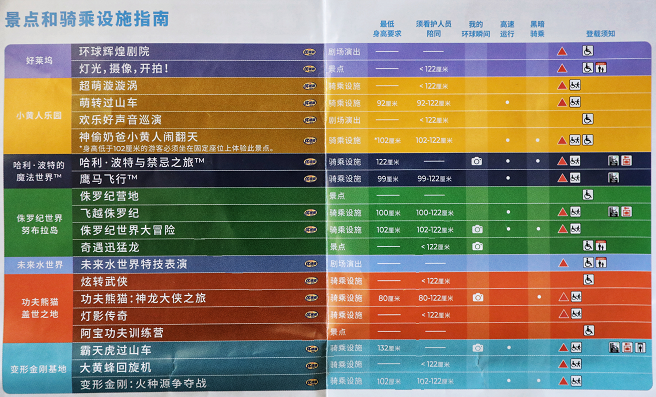 景点和骑乘设施指南
最低身高要求 须看护人员陪同 我的环球瞬间 高速运行 黑暗骑乘 登载须知
好莱坞
环球辉煌剧院 剧场演出 —— ——
灯光，摄像，开拍！ 景点 —— <122厘米
小黄人乐园
超萌漩漩涡 骑乘设施 —— <122厘米
萌转过山车 骑乘设施 92厘米 92-122厘米
欢乐好声音巡演 剧场演出 —— <122厘米
神偷奶爸小黄人闹翻天 骑乘设施 *102厘米 102-122厘米
*身高低于102厘米的游客必须坐在固定座位上体验此景点。
哈利·波特的魔法世界™
哈利·波特与禁忌之旅™ 骑乘设施 122厘米 ——
鹰马飞行™ 骑乘设施 99厘米 99-122厘米
侏罗纪世界努布拉岛
侏罗纪营地 景点
飞越侏罗纪 骑乘设施 100厘米 100-122厘米
侏罗纪世界大冒险 骑乘设施 102厘米 102-122厘米
奇遇迅猛龙 景点 —— <122厘米
未来水世界
未来水世界特技表演 剧场演出 —— ——
功夫熊猫盖世之地
炫转武侠 骑乘设施 —— <122厘米
功夫熊猫：神龙大侠之旅 骑乘设施 80厘米 80-122厘米
灯影传奇 骑乘设施 —— <122厘米
阿宝功夫训练营 景点 —— ——
变形金刚基地
霸天虎过山车 骑乘设施 132厘米 ——
大黄蜂回旋机 骑乘设施 —— <122厘米
变形金刚：火种源争夺战 骑乘设施 102厘米 102-122厘米